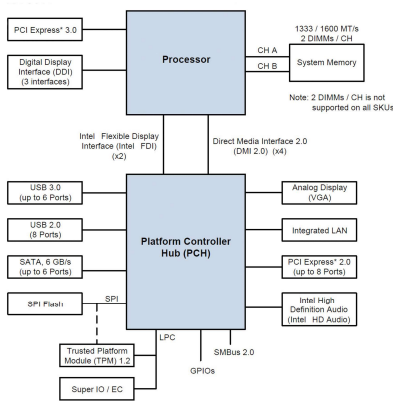 PCI Express* 3.0
Digital Display
Interface (DDI)
(3 interfaces)
Processor
CH A
CH B
1333 / 1600 MT/s
2 DIMMs / CH
System Memory
Note: 2 DIMMs / CH is not
supported on all SKUs
Intel Flexible Display
Interface (Intel FDI)
(x2)
Direct Media Interface 2.0
(DMI 2.0) (x4)
USB 3.0
(up to 6 Ports)
USB 2.0
(8 Ports)
SATA, 6 GB/s
(up to 6 Ports)
SPI Flash
SPI
Platform Controller
Hub (PCH)
Analog Display
(VGA)
Integrated LAN
PCI Express* 2.0
(up to 8 Ports)
Intel High
Definition Audio
(Intel HD Audio)
LPC
SMBus 2.0
GPIOs
Trusted Platform
Module (TPM) 1.2
Super IO / EC